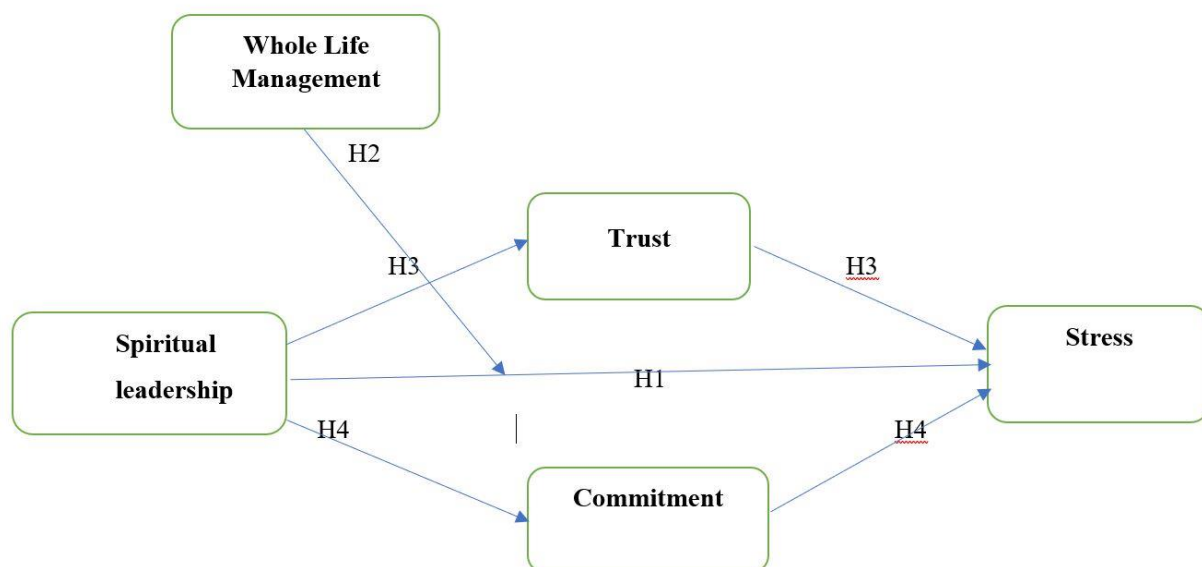 Whole Life
Management
H2
Trust
H3
H3
Spiritual
leadership
Stress
H1
H4
H4
Commitment